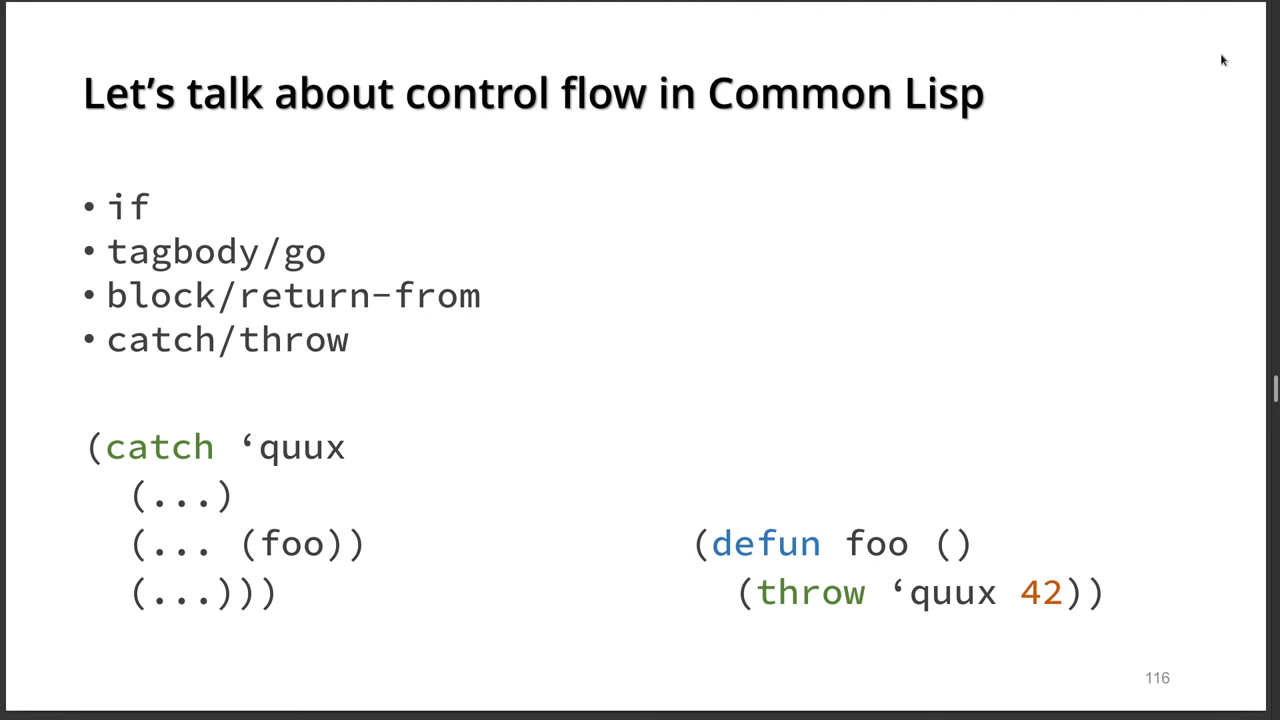 Let’s talk about control flow in Common Lisp
• if
• tagbody/go
• block/return-from
• catch/throw
(catch ‘quux
(...)
(... (foo))
(...)))
(defun foo ()
(throw ‘quux 42))
116